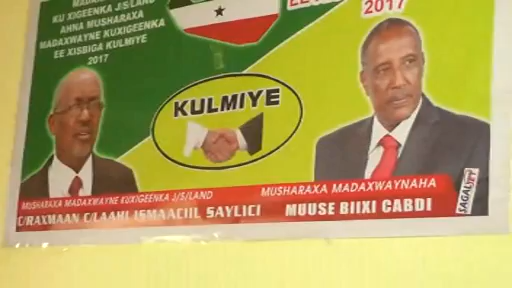 KU XIGEENKA J/S/LAND
AHNA MUSHARAXA
MADAXWAYNE KUXIGEENKA
EE XISBIGA KULMIYE
2017
2017
KULMIYE
MUSHARAXA MADAXWAYNE KUXIGEENKA J/S/LAND
C/RAXMAAN C/LAAHI ISMAACIIL SAYLICI
MUSHARAXA MADAXWAYNAHA
MUUSE BIIXI CABDI
SAGALJET